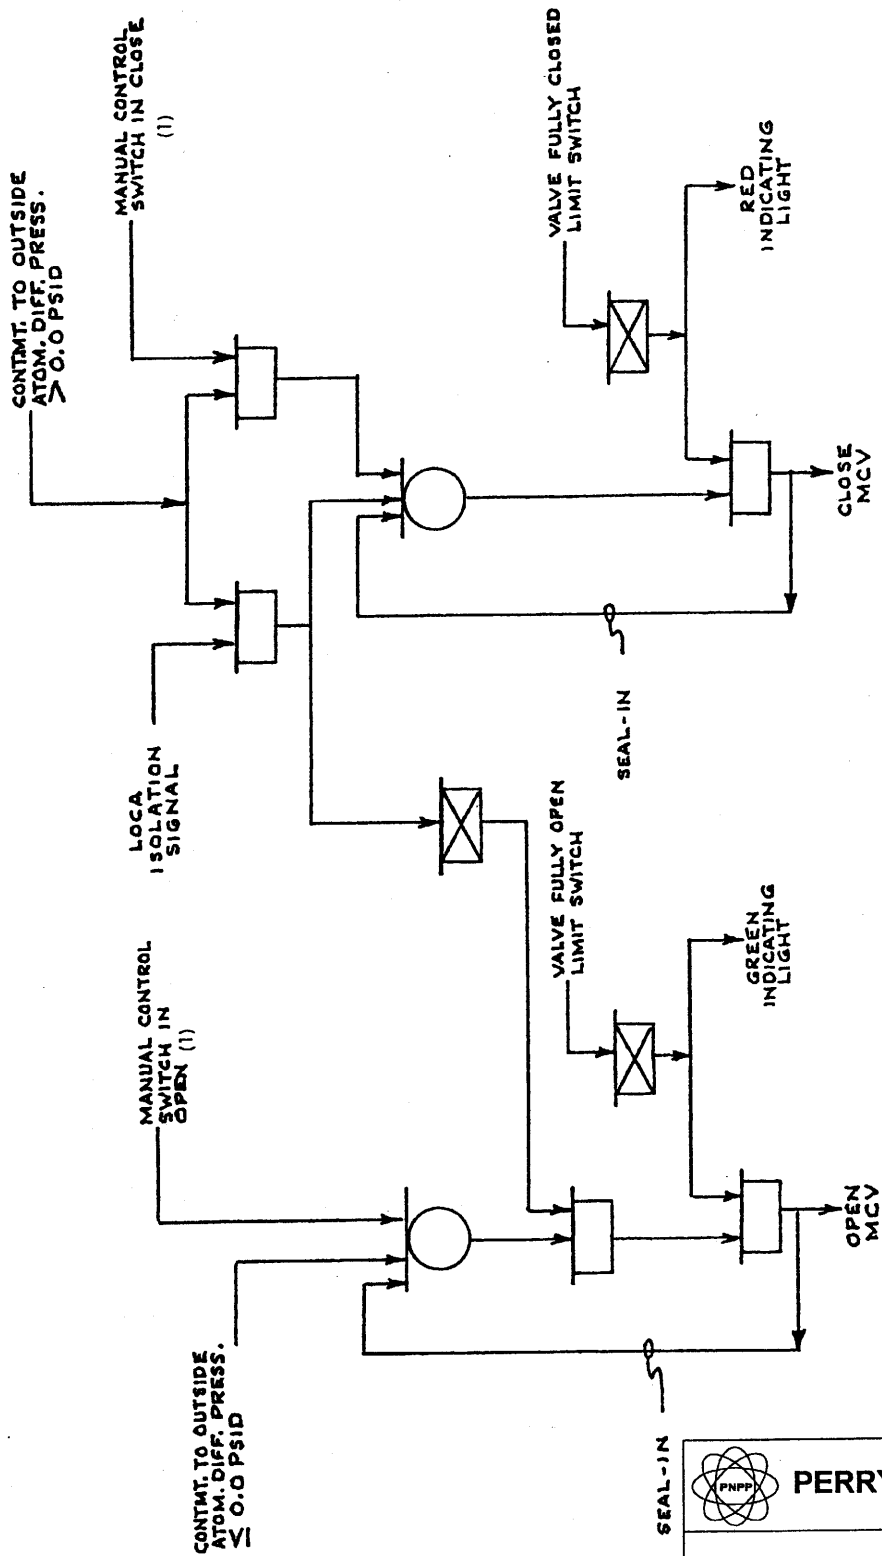 CONTMT. TO OUTSIDE
ATOM. DIFF. PRESS.
> 0.0 PSID
MANUAL CONTROL
SWITCH IN CLOSE
(1)
LOCA
ISOLATION
SIGNAL
MANUAL CONTROL
SWITCH IN
OPEN (1)
CONTMT. TO OUTSIDE
ATOM. DIFF. PRESS.
≤ 0.0 PSID
VALVE FULLY CLOSED
LIMIT SWITCH
RED
INDICATING
LIGHT
CLOSE
MCV
SEAL-IN
VALVE FULLY OPEN
LIMIT SWITCH
GREEN
INDICATING
LIGHT
OPEN
MCV
SEAL-IN
PNPP
PERRY